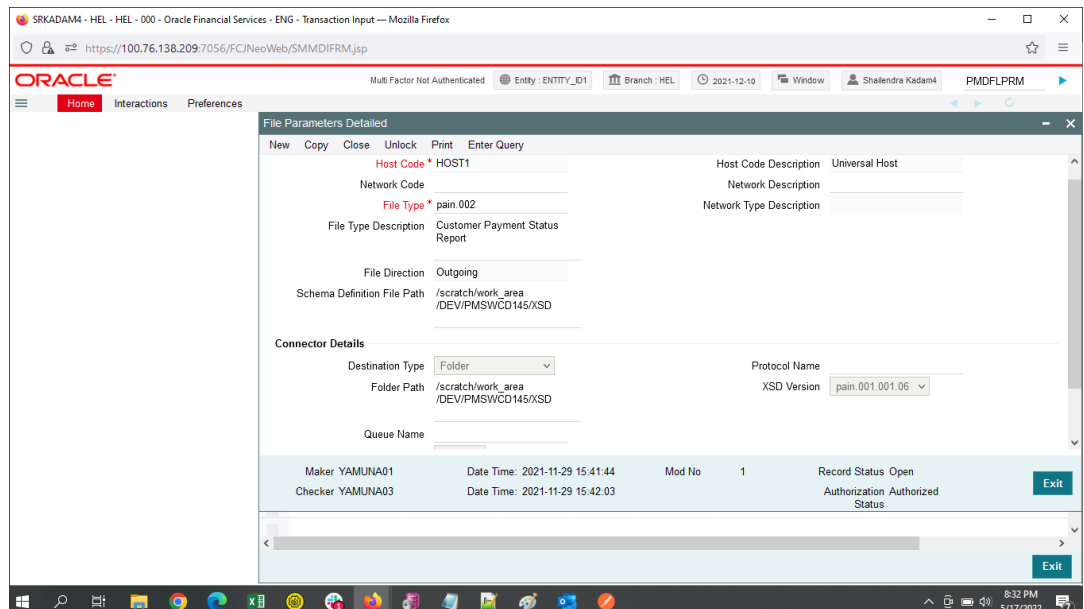 SRKADAM4 - HEL - HEL - 000 - Oracle Financial Services - ENG - Transaction Input — Mozilla Firefox
https://100.76.138.209:7056/FCJNeoWeb/SMMDIFRM.jsp
ORACLE Multi Factor Not Authenticated Entity : ENTITY_ID1 Branch : HEL 2021-12-10 Window Shailendra Kadam4 PMDFLPRM
Home Interactions Preferences
File Parameters Detailed
New Copy Close Unlock Print Enter Query
Host Code * HOST1 Host Code Description Universal Host
Network Code Network Description
File Type * pain.002 Network Type Description
File Type Description Customer Payment Status
Report
File Direction Outgoing
Schema Definition File Path /scratch/work_area
/DEV/PMSWCD145/XSD
Connector Details
Destination Type Folder Protocol Name
Folder Path /scratch/work_area XSD Version pain.001.001.06
/DEV/PMSWCD145/XSD
Queue Name
Maker YAMUNA01 Date Time: 2021-11-29 15:41:44 Mod No 1 Record Status Open
Exit
Checker YAMUNA03 Date Time: 2021-11-29 15:42:03 Authorization Authorized
Status
Exit
8:32 PM
5/17/2022